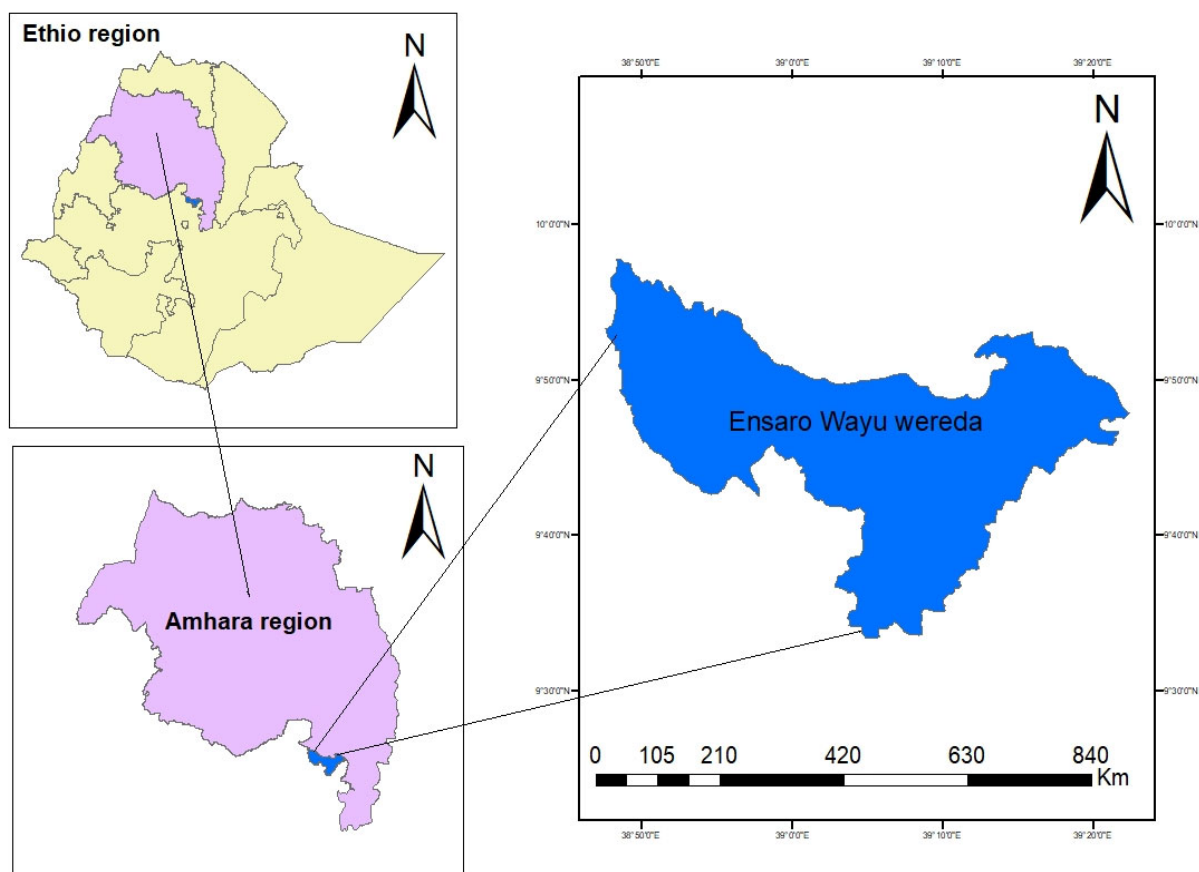 Ethio region
N
N
Amhara region
38°50'0"E 39°0'0"E 39°10'0"E 39°20'0"E
N
10°0'0"N 10°0'0"N
9°50'0"N 9°50'0"N
Ensaro Wayu wereda
9°40'0"N 9°40'0"N
9°30'0"N 9°30'0"N
0 105 210 420 630 840
Km
38°50'0"E 39°0'0"E 39°10'0"E 39°20'0"E